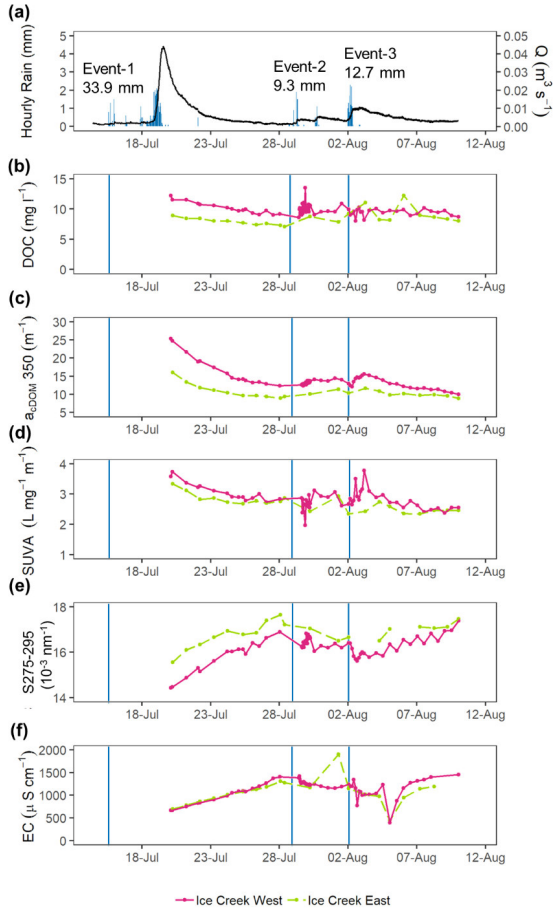 (a)
Hourly Rain (mm)
5
4
3
2
1
0
Event-1
33.9 mm
Event-2
9.3 mm
Event-3
12.7 mm
0.05
0.04
0.03
0.02
0.01
0.00
Q (m³ s⁻¹)
18-Jul 23-Jul 28-Jul 02-Aug 07-Aug 12-Aug
(b)
DOC (mg l⁻¹)
15
10
5
0
18-Jul 23-Jul 28-Jul 02-Aug 07-Aug 12-Aug
(c)
acDOM 350 (m⁻¹)
30
25
20
15
10
5
18-Jul 23-Jul 28-Jul 02-Aug 07-Aug 12-Aug
(d)
SUVA (L mg⁻¹ m⁻¹)
4
3
2
1
18-Jul 23-Jul 28-Jul 02-Aug 07-Aug 12-Aug
(e)
S275-295
(10⁻³ nm⁻¹)
18
16
14
18-Jul 23-Jul 28-Jul 02-Aug 07-Aug 12-Aug
(f)
EC (μ S cm⁻¹)
2000
1500
1000
500
0
18-Jul 23-Jul 28-Jul 02-Aug 07-Aug 12-Aug
Ice Creek West Ice Creek East